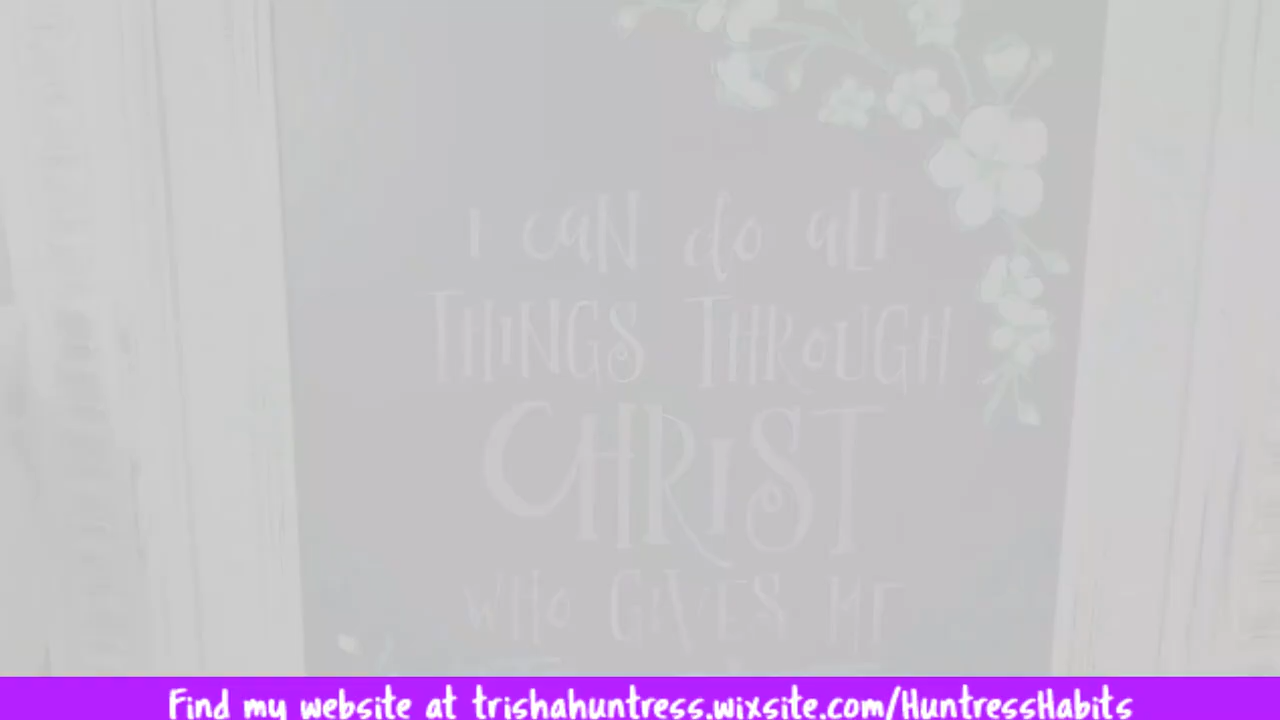 I CAN do all
THINGS THROUGH
CHRIST
WHO GIVES ME
Find my website at trishahuntress.wixsite.com/HuntressHabits